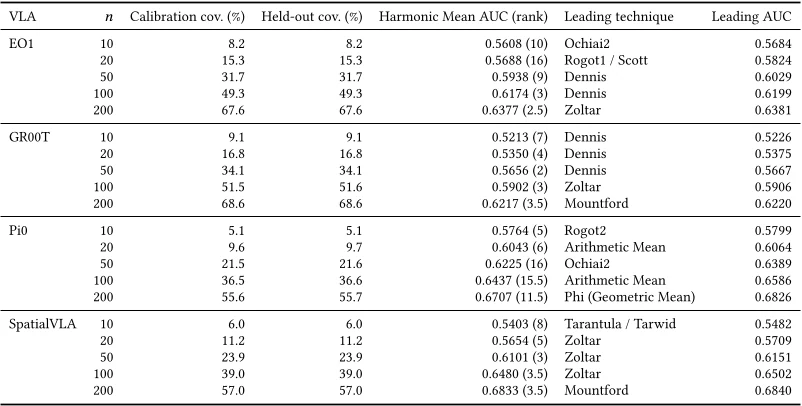 VLA n Calibration cov. (%) Held-out cov. (%) Harmonic Mean AUC (rank) Leading technique Leading AUC
EO1 10 8.2 8.2 0.5608 (10) Ochiai2 0.5684
20 15.3 15.3 0.5688 (16) Rogot1 / Scott 0.5824
50 31.7 31.7 0.5938 (9) Dennis 0.6029
100 49.3 49.3 0.6174 (3) Dennis 0.6199
200 67.6 67.6 0.6377 (2.5) Zoltar 0.6381
GR00T 10 9.1 9.1 0.5213 (7) Dennis 0.5226
20 16.8 16.8 0.5350 (4) Dennis 0.5375
50 34.1 34.1 0.5656 (2) Dennis 0.5667
100 51.5 51.6 0.5902 (3) Zoltar 0.5906
200 68.6 68.6 0.6217 (3.5) Mountford 0.6220
Pi0 10 5.1 5.1 0.5764 (5) Rogot2 0.5799
20 9.6 9.7 0.6043 (6) Arithmetic Mean 0.6064
50 21.5 21.6 0.6225 (16) Ochiai2 0.6389
100 36.5 36.6 0.6437 (15.5) Arithmetic Mean 0.6586
200 55.6 55.7 0.6707 (11.5) Phi (Geometric Mean) 0.6826
SpatialVLA 10 6.0 6.0 0.5403 (8) Tarantula / Tarwid 0.5482
20 11.2 11.2 0.5654 (5) Zoltar 0.5709
50 23.9 23.9 0.6101 (3) Zoltar 0.6151
100 39.0 39.0 0.6480 (3.5) Zoltar 0.6502
200 57.0 57.0 0.6833 (3.5) Mountford 0.6840